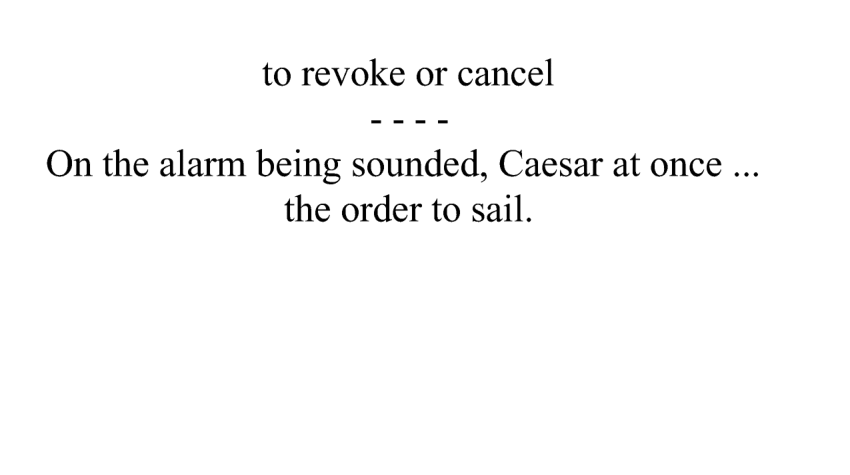 to revoke or cancel
- - - -
On the alarm being sounded, Caesar at once ...
the order to sail.